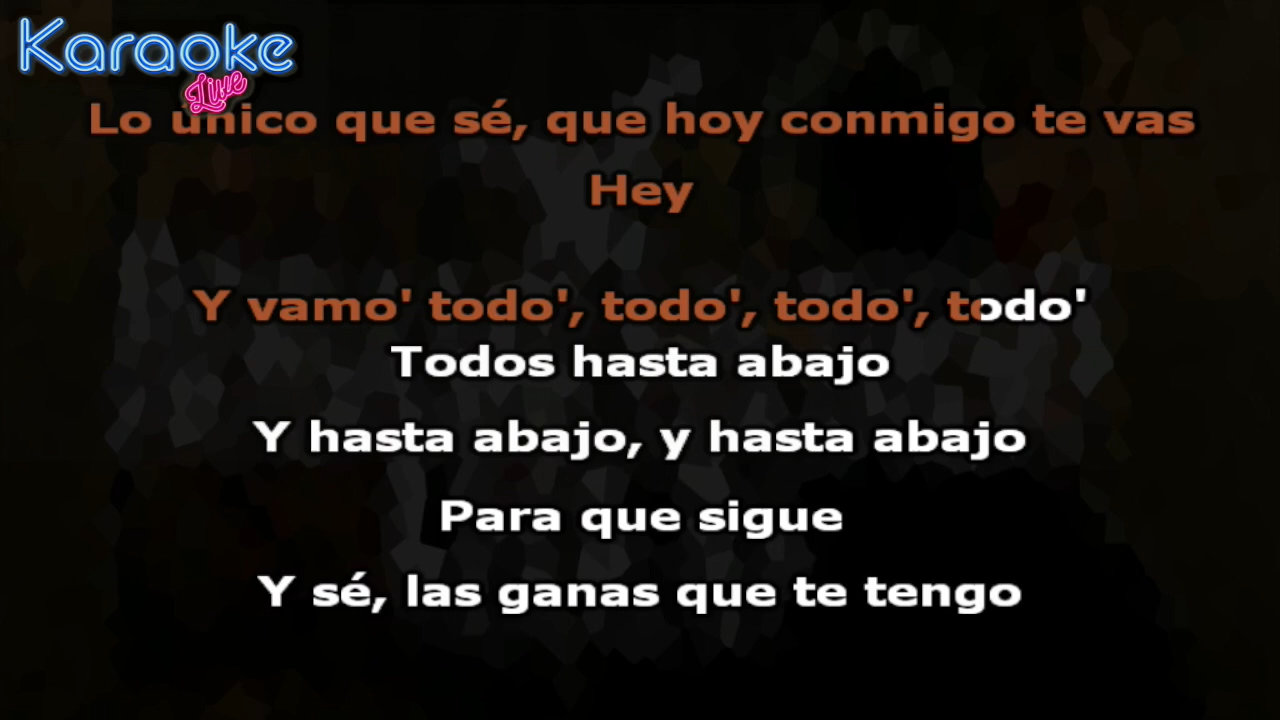 Karaoke
Live
Lo único que sé, que hoy conmigo te vas
Hey
Y vamo' todo', todo', todo', todo'
Todos hasta abajo
Y hasta abajo, y hasta abajo
Para que sigue
Y sé, las ganas que te tengo